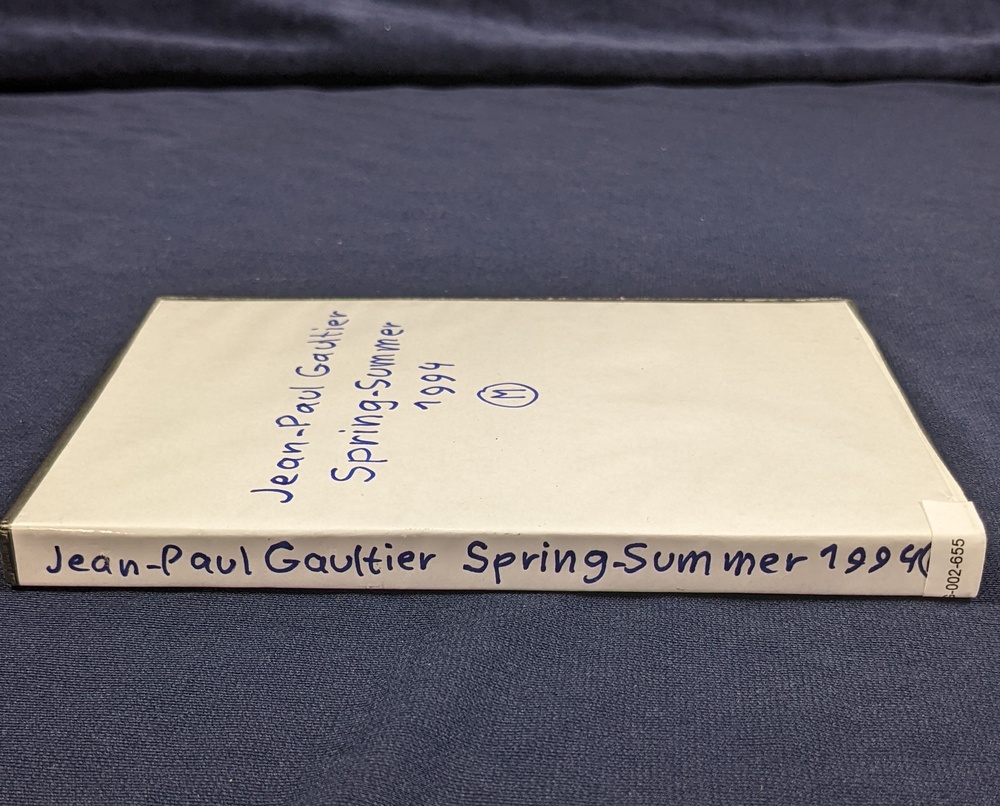 Jean-Paul Gaultier
Spring-Summer
1994
M
Jean-Paul Gaultier Spring-Summer 1994
-002-655